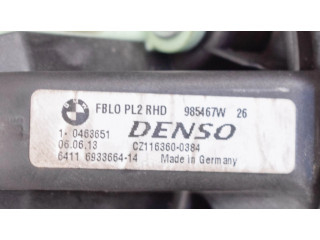 BMW
FBLO PL2 RHD 985467W 26
1- 0463651 DENSO
06.06.13 CZ116360-0384
6411 6933664-14 Made in Germany